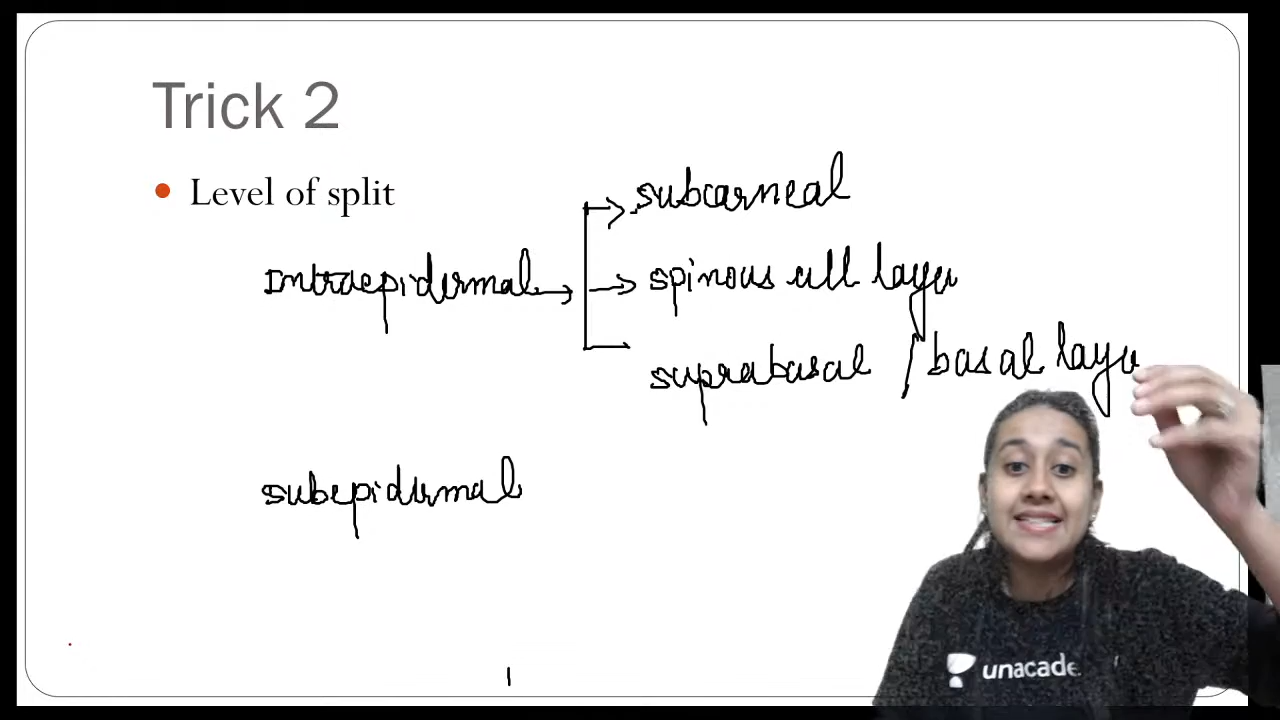 Trick 2
Level of split
subcorneal
Intraepidermal
spinous cell layer
suprabasal / basal layer
subepidermal
unacade